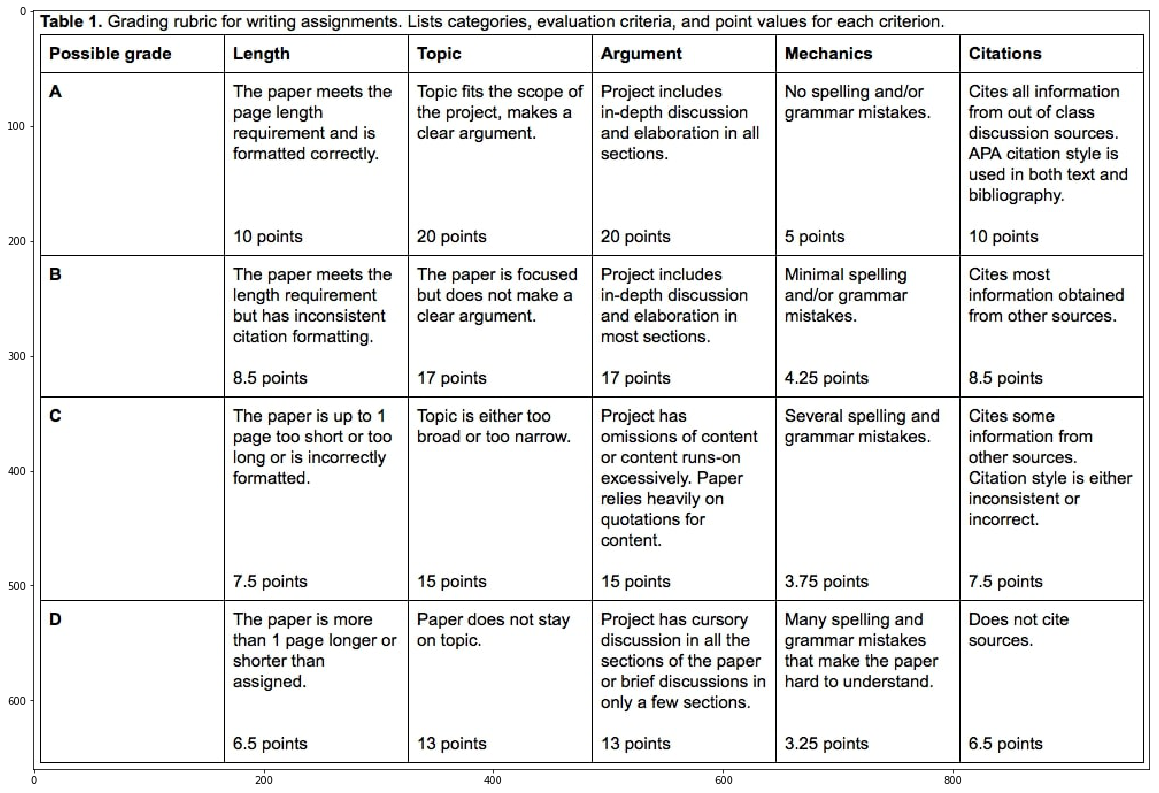 Table 1. Grading rubric for writing assignments. Lists categories, evaluation criteria, and point values for each criterion.
Possible grade
Length
Topic
Argument
Mechanics
Citations
A
The paper meets the
page length
requirement and is
formatted correctly.
10 points
Topic fits the scope of
the project, makes a
clear argument.
20 points
Project includes
in-depth discussion
and elaboration in all
sections.
20 points
No spelling and/or
grammar mistakes.
5 points
Cites all information
from out of class
discussion sources.
APA citation style is
used in both text and
bibliography.
10 points
B
The paper meets the
length requirement
but has inconsistent
citation formatting.
8.5 points
The paper is focused
but does not make a
clear argument.
17 points
Project includes
in-depth discussion
and elaboration in
most sections.
17 points
Minimal spelling
and/or grammar
mistakes.
4.25 points
Cites most
information obtained
from other sources.
8.5 points
C
The paper is up to 1
page too short or too
long or is incorrectly
formatted.
7.5 points
Topic is either too
broad or too narrow.
15 points
Project has
omissions of content
or content runs-on
excessively. Paper
relies heavily on
quotations for
content.
15 points
Several spelling and
grammar mistakes.
3.75 points
Cites some
information from
other sources.
Citation style is either
inconsistent or
incorrect.
7.5 points
D
The paper is more
than 1 page longer or
shorter than
assigned.
6.5 points
Paper does not stay
on topic.
13 points
Project has cursory
discussion in all the
sections of the paper
or brief discussions in
only a few sections.
13 points
Many spelling and
grammar mistakes
that make the paper
hard to understand.
3.25 points
Does not cite
sources.
6.5 points
0
100
200
300
400
500
600
0
200
400
600
800